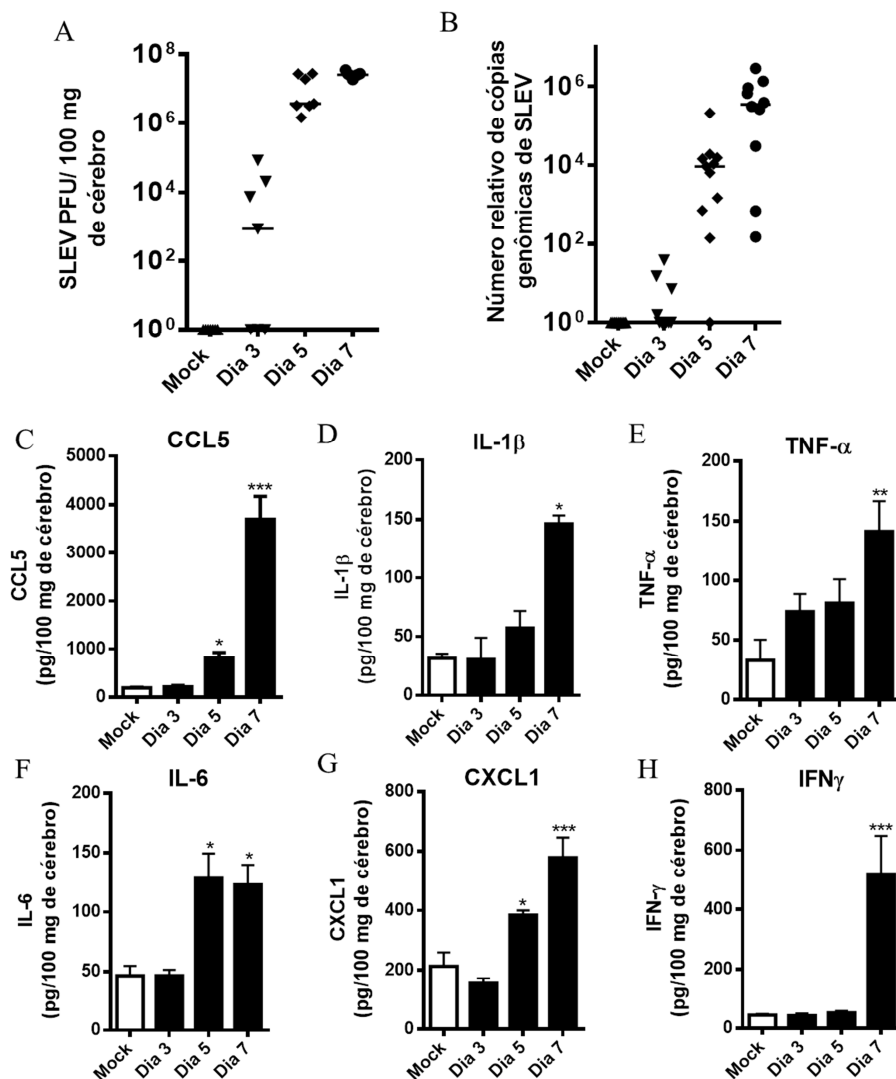 A
SLEV PFU/ 100 mg
de cérebro
10⁸
10⁶
10⁴
10²
10⁰
Mock
Dia 3
Dia 5
Dia 7
B
Número relativo de cópias
genômicas de SLEV
10⁶
10⁴
10²
10⁰
Mock
Dia 3
Dia 5
Dia 7
C
CCL5
CCL5
(pg/100 mg de cérebro)
5000
4000
3000
2000
1000
0
*
***
Mock
Dia 3
Dia 5
Dia 7
D
IL-1β
IL-1β
(pg/100 mg de cérebro)
200
150
100
50
0
*
Mock
Dia 3
Dia 5
Dia 7
E
TNF-α
TNF-α
(pg/100 mg de cérebro)
200
150
100
50
0
**
Mock
Dia 3
Dia 5
Dia 7
F
IL-6
IL-6
(pg/100 mg de cérebro)
200
150
100
50
0
*
*
Mock
Dia 3
Dia 5
Dia 7
G
CXCL1
CXCL1
(pg/100 mg de cérebro)
800
600
400
200
0
*
***
Mock
Dia 3
Dia 5
Dia 7
H
IFNγ
IFN-γ
(pg/100 mg de cérebro)
800
600
400
200
0
***
Mock
Dia 3
Dia 5
Dia 7